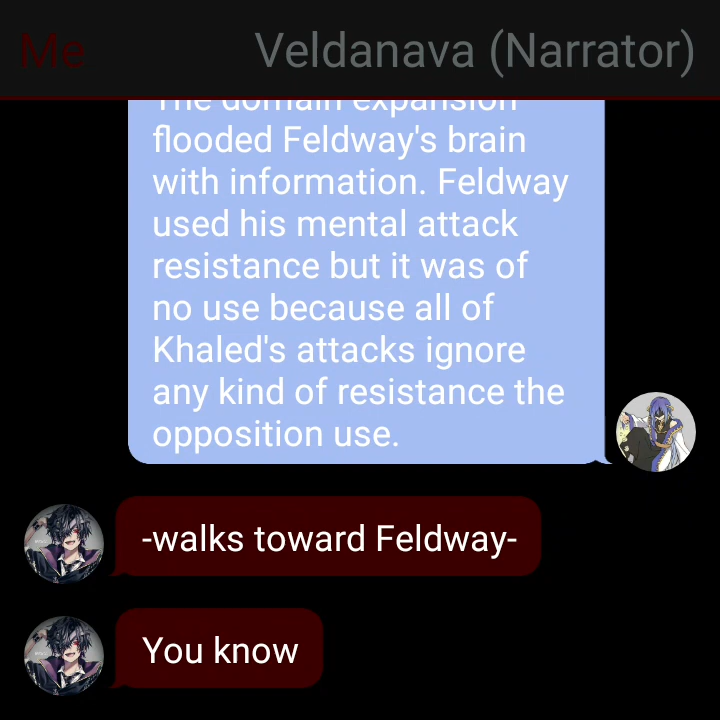 Me
Veldanava (Narrator)
The domain expansion
flooded Feldway's brain
with information. Feldway
used his mental attack
resistance but it was of
no use because all of
Khaled's attacks ignore
any kind of resistance the
opposition use.
-walks toward Feldway-
You know